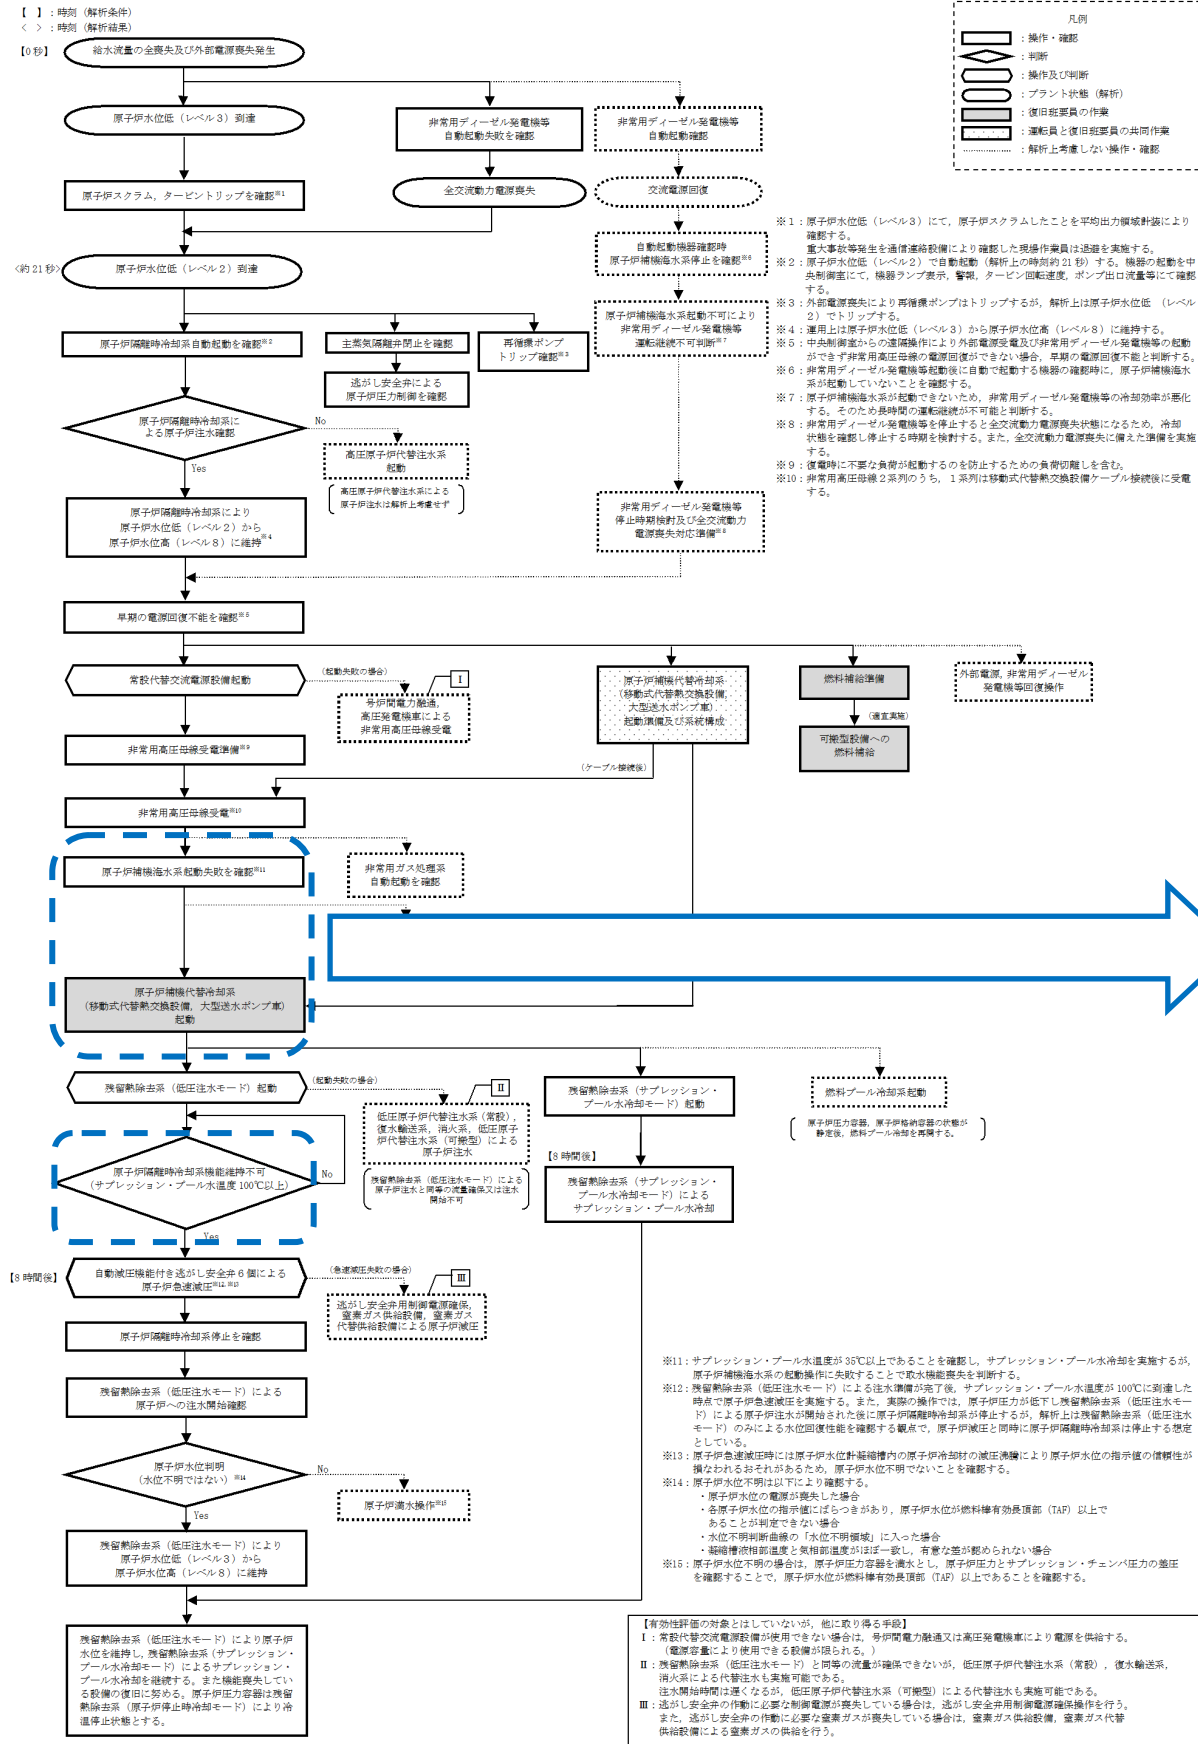 【　】：時刻（解析条件）
＜　＞：時刻（解析結果）
凡例
：操作・確認
：判断
：操作及び判断
：プラント状態（解析）
：復旧班要員の作業
：運転員と復旧班要員の共同作業
：解析上考慮しない操作・確認
【0秒】
給水流量の全喪失及び外部電源喪失発生
原子炉水位低（レベル３）到達
非常用ディーゼル発電機等
自動起動失敗を確認
非常用ディーゼル発電機等
自動起動確認
原子炉スクラム，タービントリップを確認※1
全交流動力電源喪失
交流電源回復
自動起動機器確認時
原子炉補機海水系停止を確認※6
<約21秒>
原子炉水位低（レベル２）到達
原子炉補機海水系起動不可により
非常用ディーゼル発電機等
運転継続不可判断※7
原子炉隔離時冷却系自動起動を確認※2
主蒸気隔離弁閉止を確認
再循環ポンプ
トリップ確認※3
逃がし安全弁による
原子炉圧力制御を確認
原子炉隔離時冷却系に
よる原子炉注水確認
No
Yes
高圧原子炉代替注水系
起動
高圧原子炉代替注水系による
原子炉注水は解析上考慮せず
原子炉隔離時冷却系により
原子炉水位低（レベル２）から
原子炉水位高（レベル８）に維持※4
非常用ディーゼル発電機等
停止時期検討及び全交流動力
電源喪失対応準備※8
※１：原子炉水位低（レベル３）にて，原子炉スクラムしたことを平均出力領域計装により
確認する。
重大事故等発生を通信連絡設備により確認した現場作業員は退避を実施する。
※２：原子炉水位低（レベル２）で自動起動（解析上の時刻約21秒）する。機器の起動を中
央制御室にて，機器ランプ表示，警報，タービン回転速度，ポンプ出口流量等にて確認
する。
※３：外部電源喪失により再循環ポンプはトリップするが，解析上は原子炉水位低　（レベル
２）でトリップする。
※４：運用上は原子炉水位低（レベル３）から原子炉水位高（レベル８）に維持する。
※５：中央制御室からの遠隔操作により外部電源受電及び非常用ディーゼル発電機等の起動
ができず非常用高圧母線の電源回復ができない場合，早期の電源回復不能と判断する。
※６：非常用ディーゼル発電機等起動後に自動で起動する機器の確認時に，原子炉補機海水
系が起動していないことを確認する。
※７：原子炉補機海水系が起動できないため，非常用ディーゼル発電機等の冷却効率が悪化
する。そのため長時間の運転継続が不可能と判断する。
※８：非常用ディーゼル発電機等を停止すると全交流動力電源喪失状態になるため，冷却
状態を確認し停止する時期を検討する。また，全交流動力電源喪失に備えた準備を実施
する。
※９：復電時に不要な負荷が起動するのを防止するための負荷切離しを含む。
※10：非常用高圧母線２系列のうち，１系列は移動式代替熱交換設備ケーブル接続後に受電
する。
早期の電源回復不能を確認※5
常設代替交流電源設備起動
（起動失敗の場合）
Ⅰ
号炉間電力融通，
高圧発電機車による
非常用高圧母線受電
原子炉補機代替冷却系
（移動式代替熱交換設備，
大型送水ポンプ車）
起動準備及び系統構成
燃料補給準備
（適宜実施）
可搬型設備への
燃料補給
外部電源，非常用ディーゼル
発電機等回復操作
非常用高圧母線受電準備※9
（ケーブル接続後）
非常用高圧母線受電※10
原子炉補機海水系起動失敗を確認※11
非常用ガス処理系
自動起動を確認
原子炉補機代替冷却系
（移動式代替熱交換設備，大型送水ポンプ車）
起動
残留熱除去系（低圧注水モード）起動
（起動失敗の場合）
Ⅱ
低圧原子炉代替注水系（常設），
復水輸送系，消火系，低圧原子
炉代替注水系（可搬型）による
原子炉注水
残留熱除去系（低圧注水モード）による
原子炉注水と同等の流量確保又は注水
開始不可
残留熱除去系（サプレッション・
プール水冷却モード）起動
燃料プール冷却系起動
原子炉圧力容器，原子炉格納容器の状態が
静定後，燃料プール冷却を再開する。
原子炉隔離時冷却系機能維持不可
（サプレッション・プール水温度100℃以上）
No
Yes
【8時間後】
残留熱除去系（サプレッション・
プール水冷却モード）による
サプレッション・プール水冷却
【8時間後】
自動減圧機能付き逃がし安全弁６個による
原子炉急速減圧※12，※13
（急速減圧失敗の場合）
Ⅲ
逃がし安全弁用制御電源確保，
窒素ガス供給設備，窒素ガス
代替供給設備による原子炉減圧
原子炉隔離時冷却系停止を確認
残留熱除去系（低圧注水モード）による
原子炉への注水開始確認
原子炉水位判明
（水位不明ではない）※14
No
Yes
原子炉満水操作※15
残留熱除去系（低圧注水モード）により
原子炉水位低（レベル３）から
原子炉水位高（レベル８）に維持
残留熱除去系（低圧注水モード）により原子炉
水位を維持し，残留熱除去系（サプレッション・
プール水冷却モード）によるサプレッション・
プール水冷却を継続する。また機能喪失してい
る設備の復旧に努める。原子炉圧力容器は残留
熱除去系（原子炉停止時冷却モード）により冷
温停止状態とする。
※11：サプレッション・プール水温度が35℃以上であることを確認し，サプレッション・プール水冷却を実施するが，
原子炉補機海水系の起動操作に失敗することで取水機能喪失を判断する。
※12：残留熱除去系（低圧注水モード）による注水準備が完了後，サプレッション・プール水温度が100℃に到達した
時点で原子炉急速減圧を実施する。また，実際の操作では，原子炉圧力が低下し残留熱除去系（低圧注水モー
ド）による原子炉注水が開始された後に原子炉隔離時冷却系が停止するが，解析上は残留熱除去系（低圧注水
モード）のみによる水位回復性能を確認する観点で，原子炉減圧と同時に原子炉隔離時冷却系は停止する想定
としている。
※13：原子炉急速減圧時には原子炉水位計凝縮槽内の原子炉冷却材の減圧沸騰により原子炉水位の指示値の信頼性が
損なわれるおそれがあるため，原子炉水位不明でないことを確認する。
※14：原子炉水位不明は以下により確認する。
・原子炉水位の電源が喪失した場合
・各原子炉水位の指示値にばらつきがあり，原子炉水位が燃料棒有効長頂部（TAF）以上で
あることが判定できない場合
・水位不明判断曲線の「水位不明領域」に入った場合
・凝縮槽液相部温度と気相部温度がほぼ一致し，有意な差が認められない場合
※15：原子炉水位不明の場合は，原子炉圧力容器を満水とし，原子炉圧力とサプレッション・チェンバ圧力の差圧
を確認することで，原子炉水位が燃料棒有効長頂部（TAF）以上であることを確認する。
【有効性評価の対象とはしていないが，他に取り得る手段】
Ⅰ：常設代替交流電源設備が使用できない場合は，号炉間電力融通又は高圧発電機車により電源を供給する。
（電源容量により使用できる設備が限られる。）
Ⅱ：残留熱除去系（低圧注水モード）と同等の流量が確保できないが，低圧原子炉代替注水系（常設），復水輸送系，
消火系による代替注水も実施可能である。
注水開始時間は遅くなるが，低圧原子炉代替注水系（可搬型）による代替注水も実施可能である。
Ⅲ：逃がし安全弁の作動に必要な制御電源が喪失している場合は，逃がし安全弁用制御電源確保操作を行う。
また，逃がし安全弁の作動に必要な窒素ガスが喪失している場合は，窒素ガス供給設備，窒素ガス代替
供給設備による窒素ガスの供給を行う。